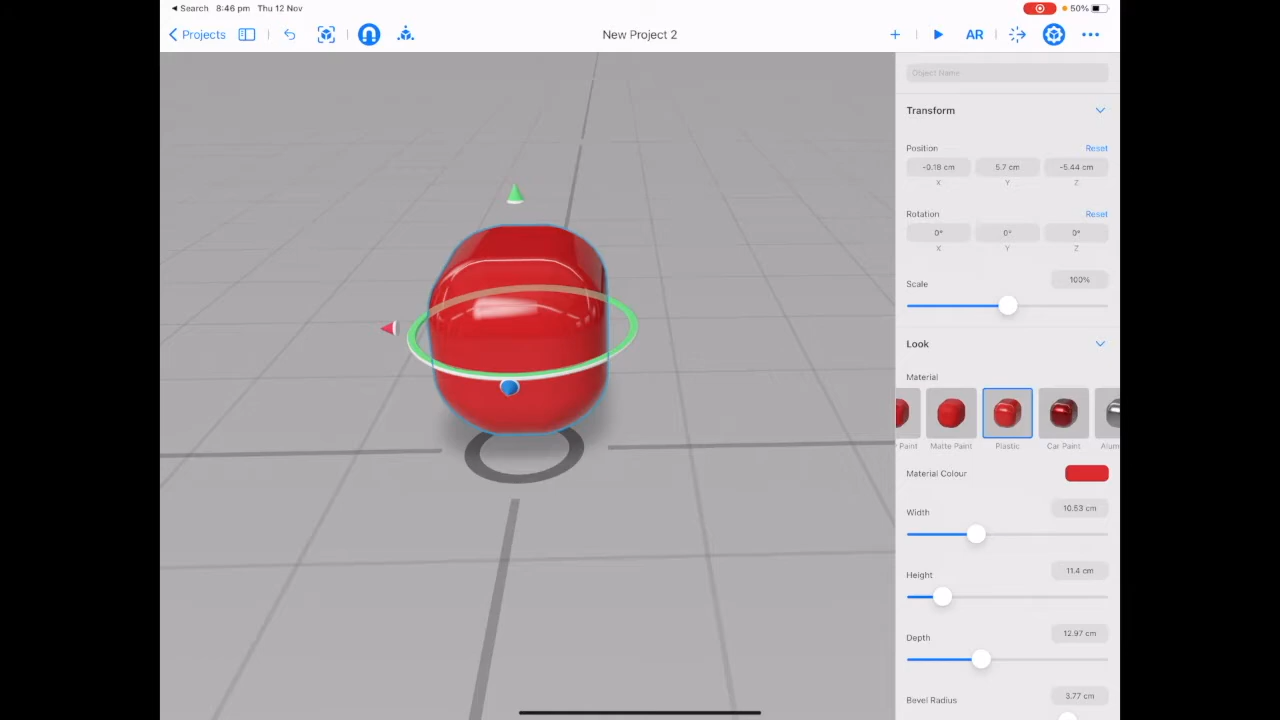 Search 8:46 pm Thu 12 Nov 50%
Projects New Project 2 AR
Object Name
Transform
Position Reset
-0.18 cm 5.7 cm -5.44 cm
X Y Z
Rotation Reset
0° 0° 0°
X Y Z
Scale 100%
Look
Material
Paint Matte Paint Plastic Car Paint Alum
Material Colour
Width 10.53 cm
Height 11.4 cm
Depth 12.97 cm
Bevel Radius 3.77 cm